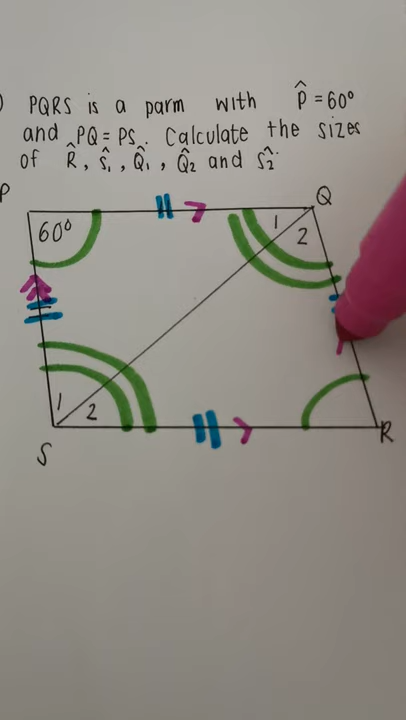 ) PQRS is a parm with P̂ = 60°
and PQ = PS. Calculate the sizes
of R̂, Ŝ₁, Q̂₁, Q̂₂ and Ŝ₂.
P
Q
60°
1
2
1
2
S
R